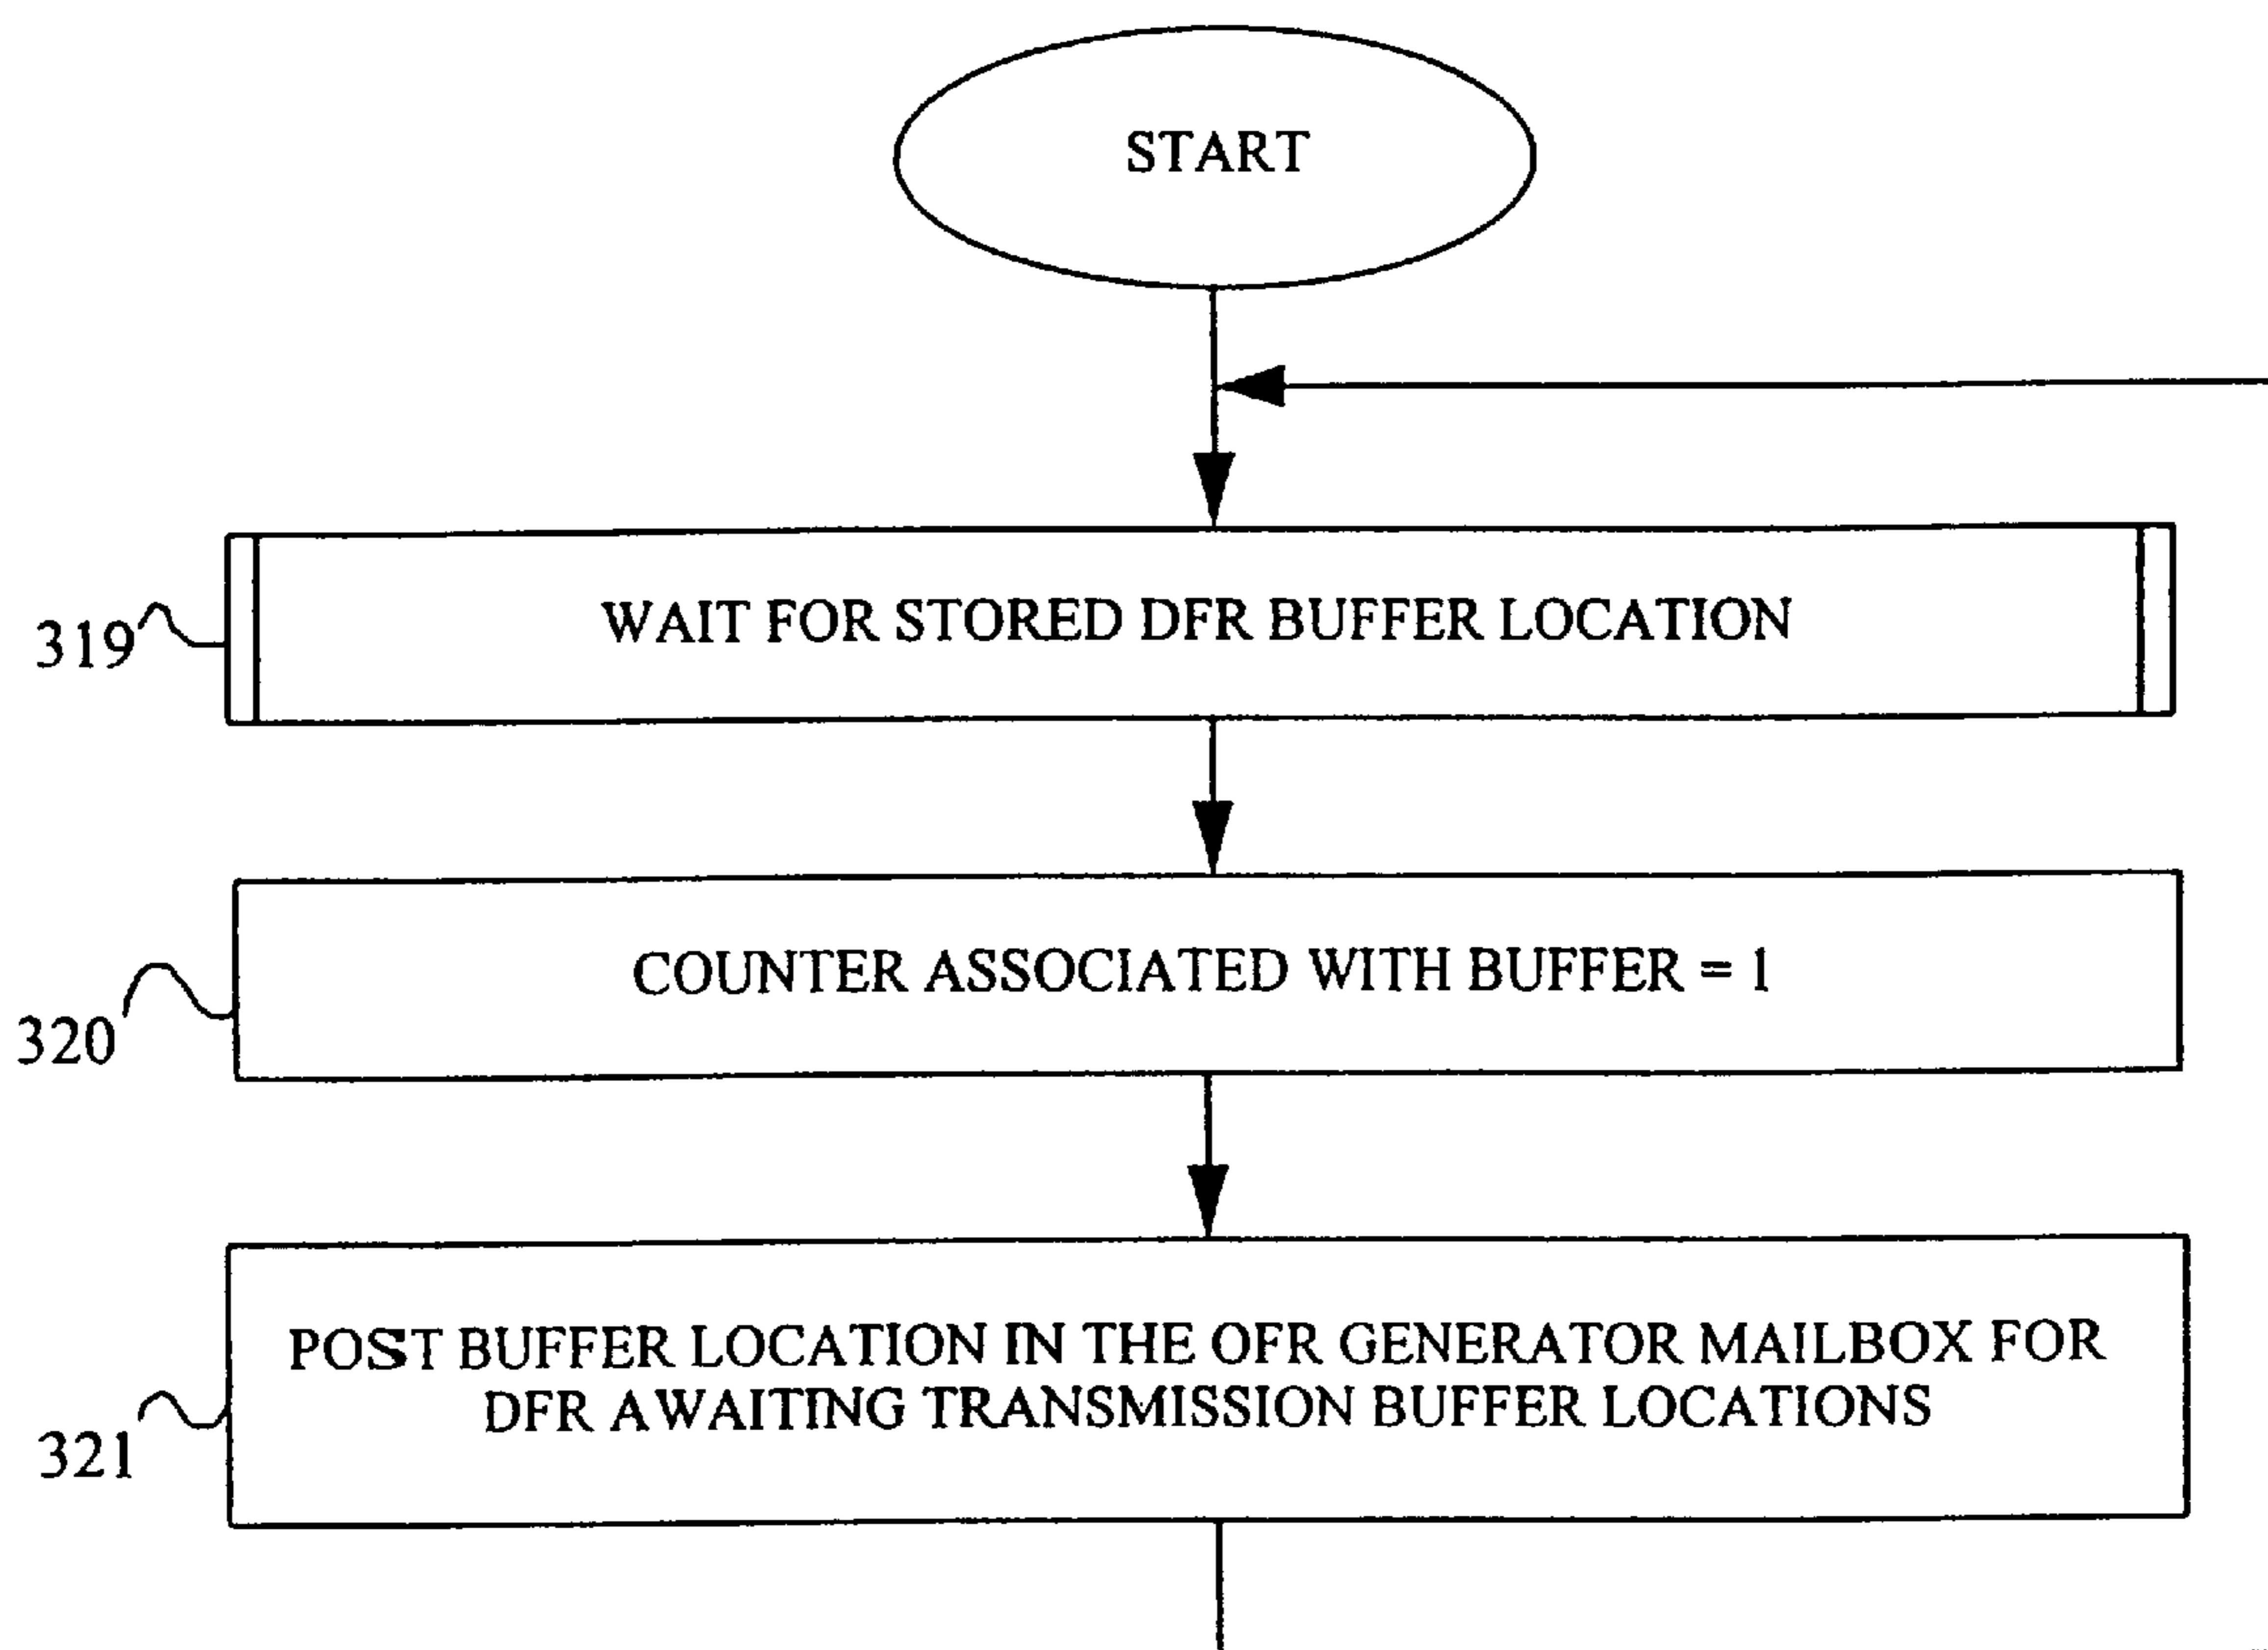 START
319
WAIT FOR STORED DFR BUFFER LOCATION
320
COUNTER ASSOCIATED WITH BUFFER = 1
321
POST BUFFER LOCATION IN THE OFR GENERATOR MAILBOX FOR
DFR AWAITING TRANSMISSION BUFFER LOCATIONS